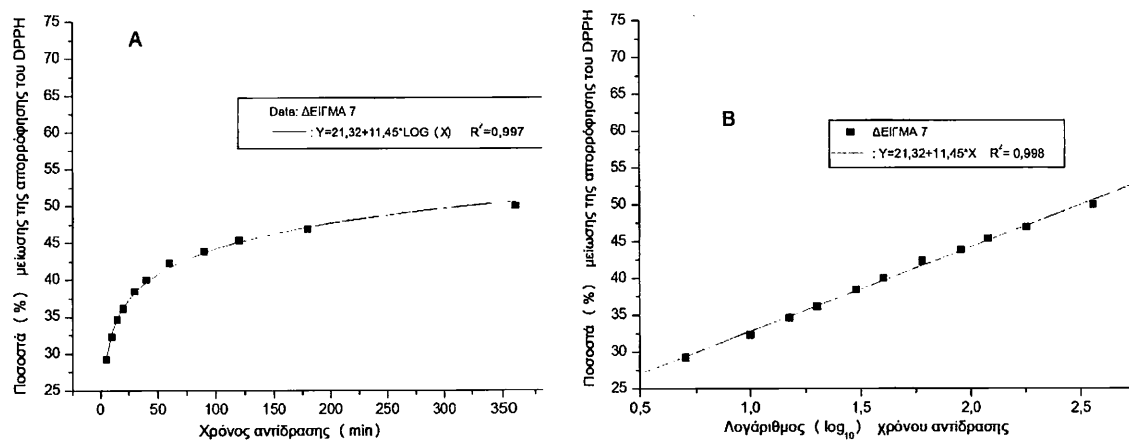 Ποσοστά ( % ) μείωσης της απορρόφησης του DPPH
75
70
65
60
55
50
45
40
35
30
25
A
Data: ΔΕΙΓΜΑ 7
: Y=21,32+11,45*LOG (X) R²=0,997
0 50 100 150 200 250 300 350
Χρόνος αντίδρασης ( min)
Ποσοστά ( % ) μείωσης της απορρόφησης του DPPH
75
70
65
60
55
50
45
40
35
30
25
B
ΔΕΙΓΜΑ 7
: Y=21,32+11,45*X R²= 0,998
0,5 1,0 1,5 2,0 2,5
Λογάριθμος ( log10 ) χρόνου αντίδρασης